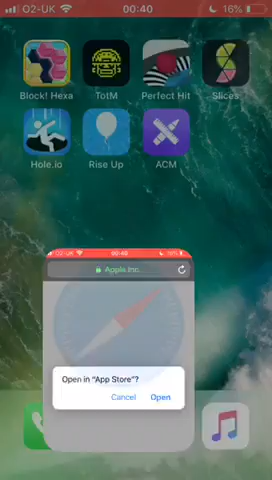 O2-UK 00:40 16%
Block! Hexa TotM Perfect Hit Slices
Hole.io Rise Up ACM
Apple Inc.
Open in “App Store”?
Cancel Open